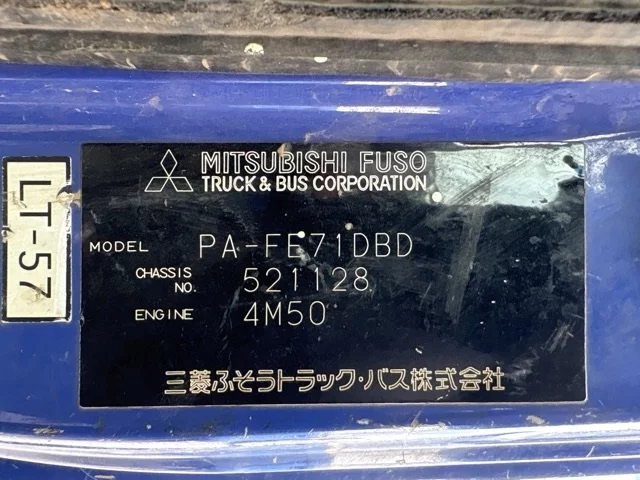 MITSUBISHI FUSO
TRUCK & BUS CORPORATION
MODEL PA-FE71DBD
CHASSIS NO. 521128
ENGINE 4M50
三菱ふそうトラック・バス株式会社
LT-57